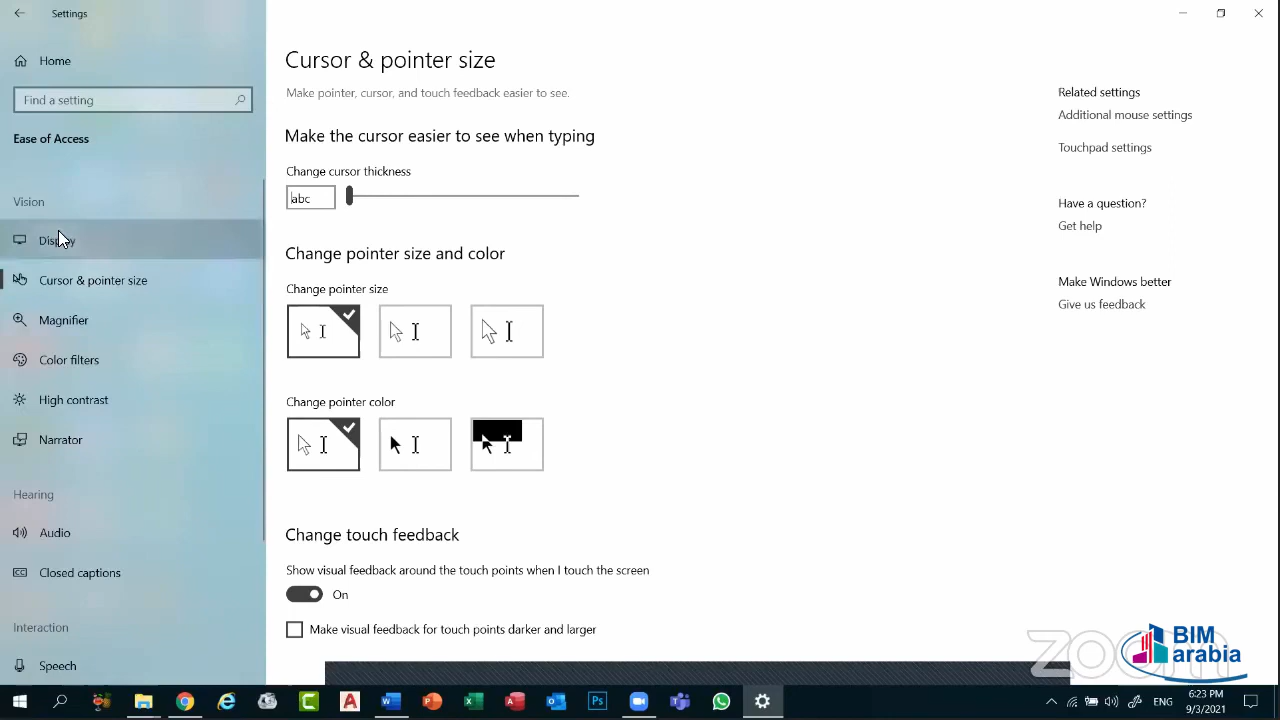 Settings
Home
Find a setting
Ease of Access
Vision
Display
Cursor & pointer size
Magnifier
Color filters
High contrast
Narrator
Hearing
Audio
Closed captions
Interaction
Speech
Cursor & pointer size
Make pointer, cursor, and touch feedback easier to see.
Make the cursor easier to see when typing
Change cursor thickness
abc
Change pointer size and color
Change pointer size
Change pointer color
Change touch feedback
Show visual feedback around the touch points when I touch the screen
On
Make visual feedback for touch points darker and larger
Related settings
Additional mouse settings
Touchpad settings
Have a question?
Get help
Make Windows better
Give us feedback
zoom
BIM
arabia
ENG
6:23 PM
9/3/2021